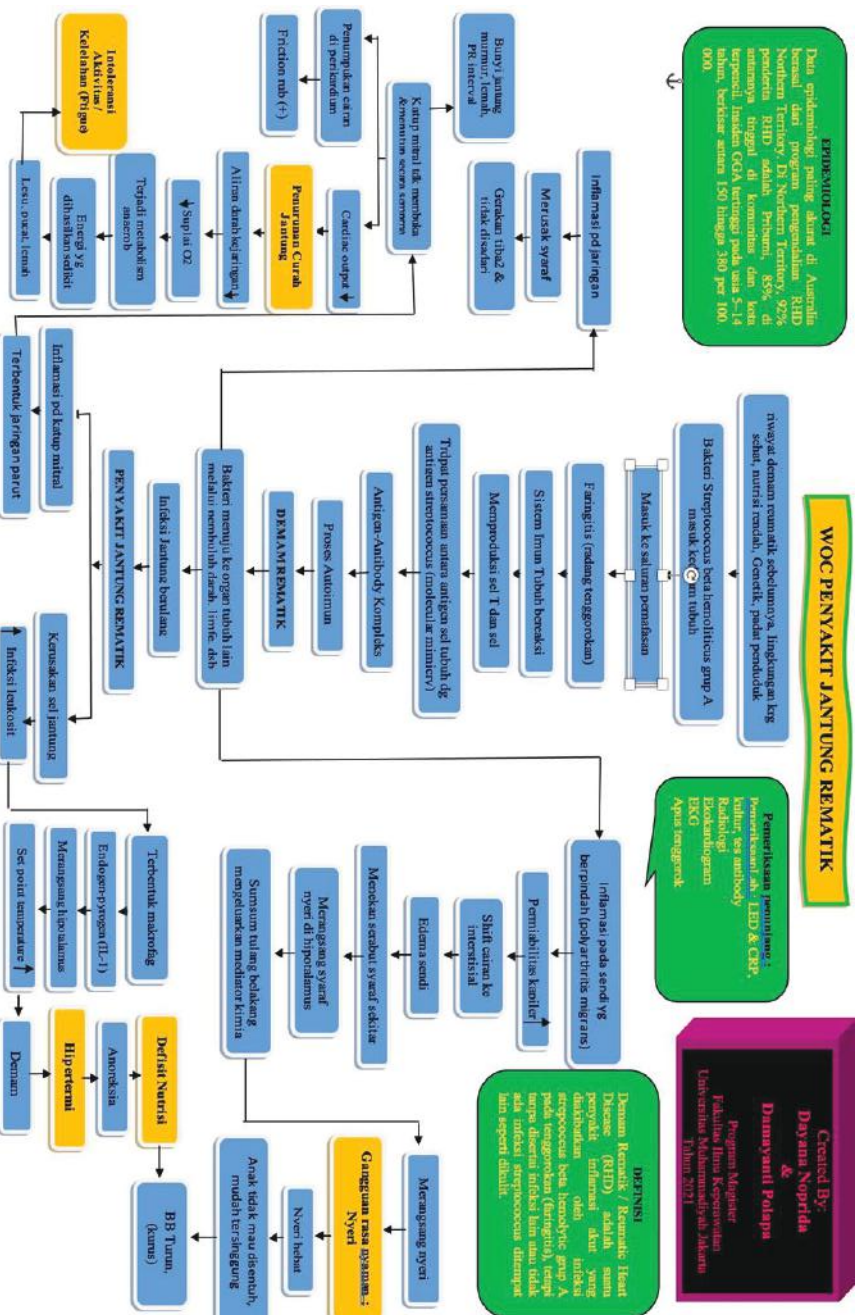 WOC PENYAKIT JANTUNG REMATIK
EPIDEMIOLOGI
Data epidemiologi paling akurat di Australia
berasal dari program pengendalian RHD
Northern Territory. Di Northern Territory, 92%
penderita RHD adalah Pribumi, 85% di
antaranya tinggal di komunitas dan kota
terpencil. Insiden GGA tertinggi pada usia 5–14
tahun, berkisar antara 150 hingga 380 per 100.
000.
riwayat demam reumatik sebelumnya, lingkungan krg
sehat, nutrisi rendah, Genetik, padat penduduk
Bakteri Streptococcus beta hemoliticus grup A
masuk ke tubuh
Masuk ke saluran pernafasan
Faringitis (radang tenggorokan)
Sistem Imun Tubuh bereaksi
Memproduksi sel T dan sel
Trdpat persamaan antara antigen sel tubuh dg
antigen streptococcus (molecular mimicry)
Antigen-Antibody Kompleks
Proses Autoimun
DEMAM REMATIK
Bakteri menuju ke organ tubuh lain
melalui pembuluh darah, limfe, dsb
Infeksi Jantung berulang
PENYAKIT JANTUNG REMATIK
Inflamasi pd katup mitral
Terbentuk jaringan parut
Kerusakan sel jantung
Infeksi leukosit
Inflamasi pd jaringan
Merusak syaraf
Gerakan tiba2 &
tidak disadari
Bunyi jantung
murmur, lemah,
PR interval
Katup mitral tdk membuka
&menutup secara sempurna
Penumpukan cairan
di perikardium
Friction rub (+)
Cardiac output
Penurunan Curah
Jantung
Aliran darah kejaringan
Suplai O2
Terjadi metabolism
anaerob
Energi yg
dihasilkan sedikit
Lesu, pucat, lemah
Intoleransi
Aktivitas /
Kelelahan (Ftigue)
Pemeriksaan penunjang :
PemeriksaanLab : LED & CRP,
kultur, tes antibody
Radiologi
Ekokardiogram
EKG
Apus tenggorok
Created By:
Dayana Noprida
&
Damayanti Polapa
Program Magister
Fakultas Ilmu Keperawatan
Universitas Muhammadiyah Jakarta
Tahun 2021
DEFINISI
Demam Rematik / Reumatic Heart
Disease (RHD) adalah suatu
penyakit inflamasi akut yang
diakibatkan oleh infeksi
strepcoccus beta hemolytic grup A
pada tenggorokan (faringitis), tetapi
tanpa disertai infeksi lain atau tidak
ada infeksi streptococcus ditempat
lain seperti dikulit.
Inflamasi pada sendi yg
berpindah (polyarthritis migrans)
Permiabilitas kapiler
Shift cairan ke
interstisial
Edema sendi
Menekan serabut syaraf sekitar
Merangsang syaraf
nyeri di hipotalamus
Sumsum tulang belakang
mengeluarkan mediator kimia
Merangsang nyeri
Gangguan rasa nyaman :
Nyeri
Nyeri hebat
Anak tidak mau disentuh,
mudah tersinggung
Terbentuk makrofag
Endogen-pyrogen (IL-1)
Merangsang hipotalamus
Set point temperature
Demam
Hipertermi
Anoreksia
Defisit Nutrisi
BB Turun,
(kurus)